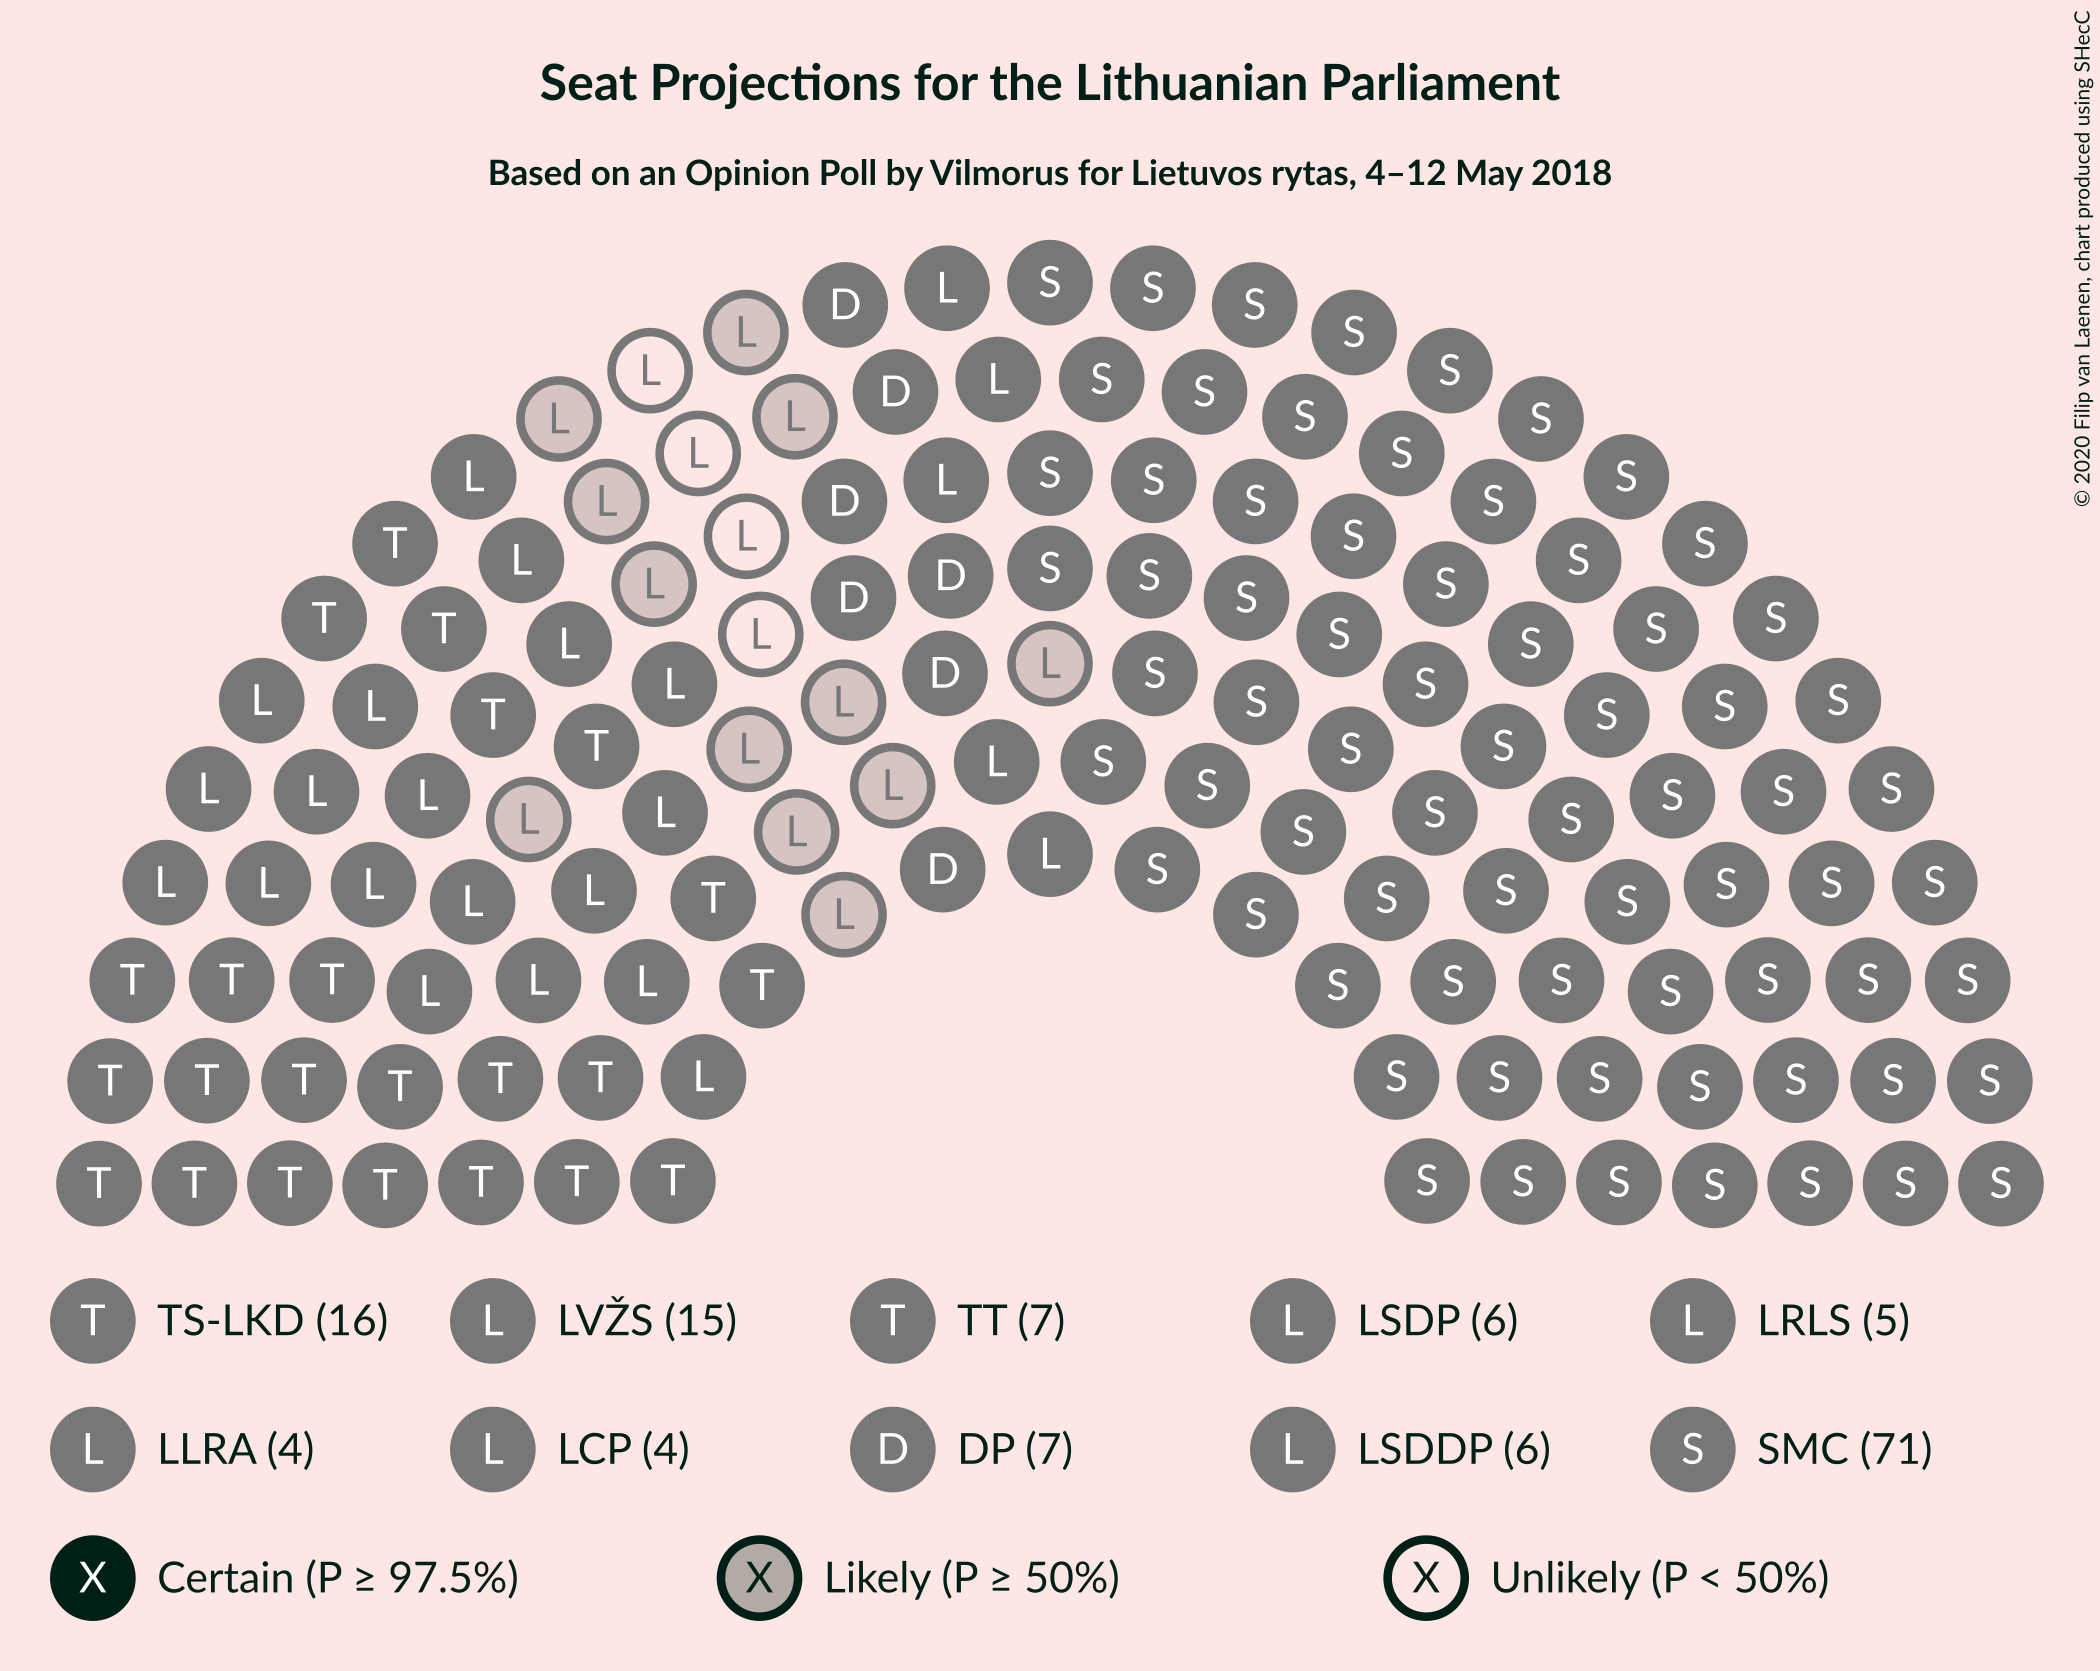 Seat Projections for the Lithuanian Parliament
Based on an Opinion Poll by Vilmorus for Lietuvos rytas, 4–12 May 2018
© 2020 Filip van Laenen, chart produced using SHecC
D L S S S
L S
L D L S S S
L L S S
L S
L L S S S
L D S S
T L S S
L D S S S
L D S S
T T L L S S S S
L D L S S
L L T L S S S S
T L L S S S
L L L L S S S S
L L L S S S
L L L L L T D L S S S S S S S
L S
T T T L L L T S S S S S S S
T T T T T T L S S S S S S S
T T T T T T T S S S S S S S
T TS-LKD (16) L LVŽS (15) T TT (7) L LSDP (6) L LRLS (5)
L LLRA (4) L LCP (4) D DP (7) L LSDDP (6) S SMC (71)
X Certain (P ≥ 97.5%) X Likely (P ≥ 50%) X Unlikely (P < 50%)